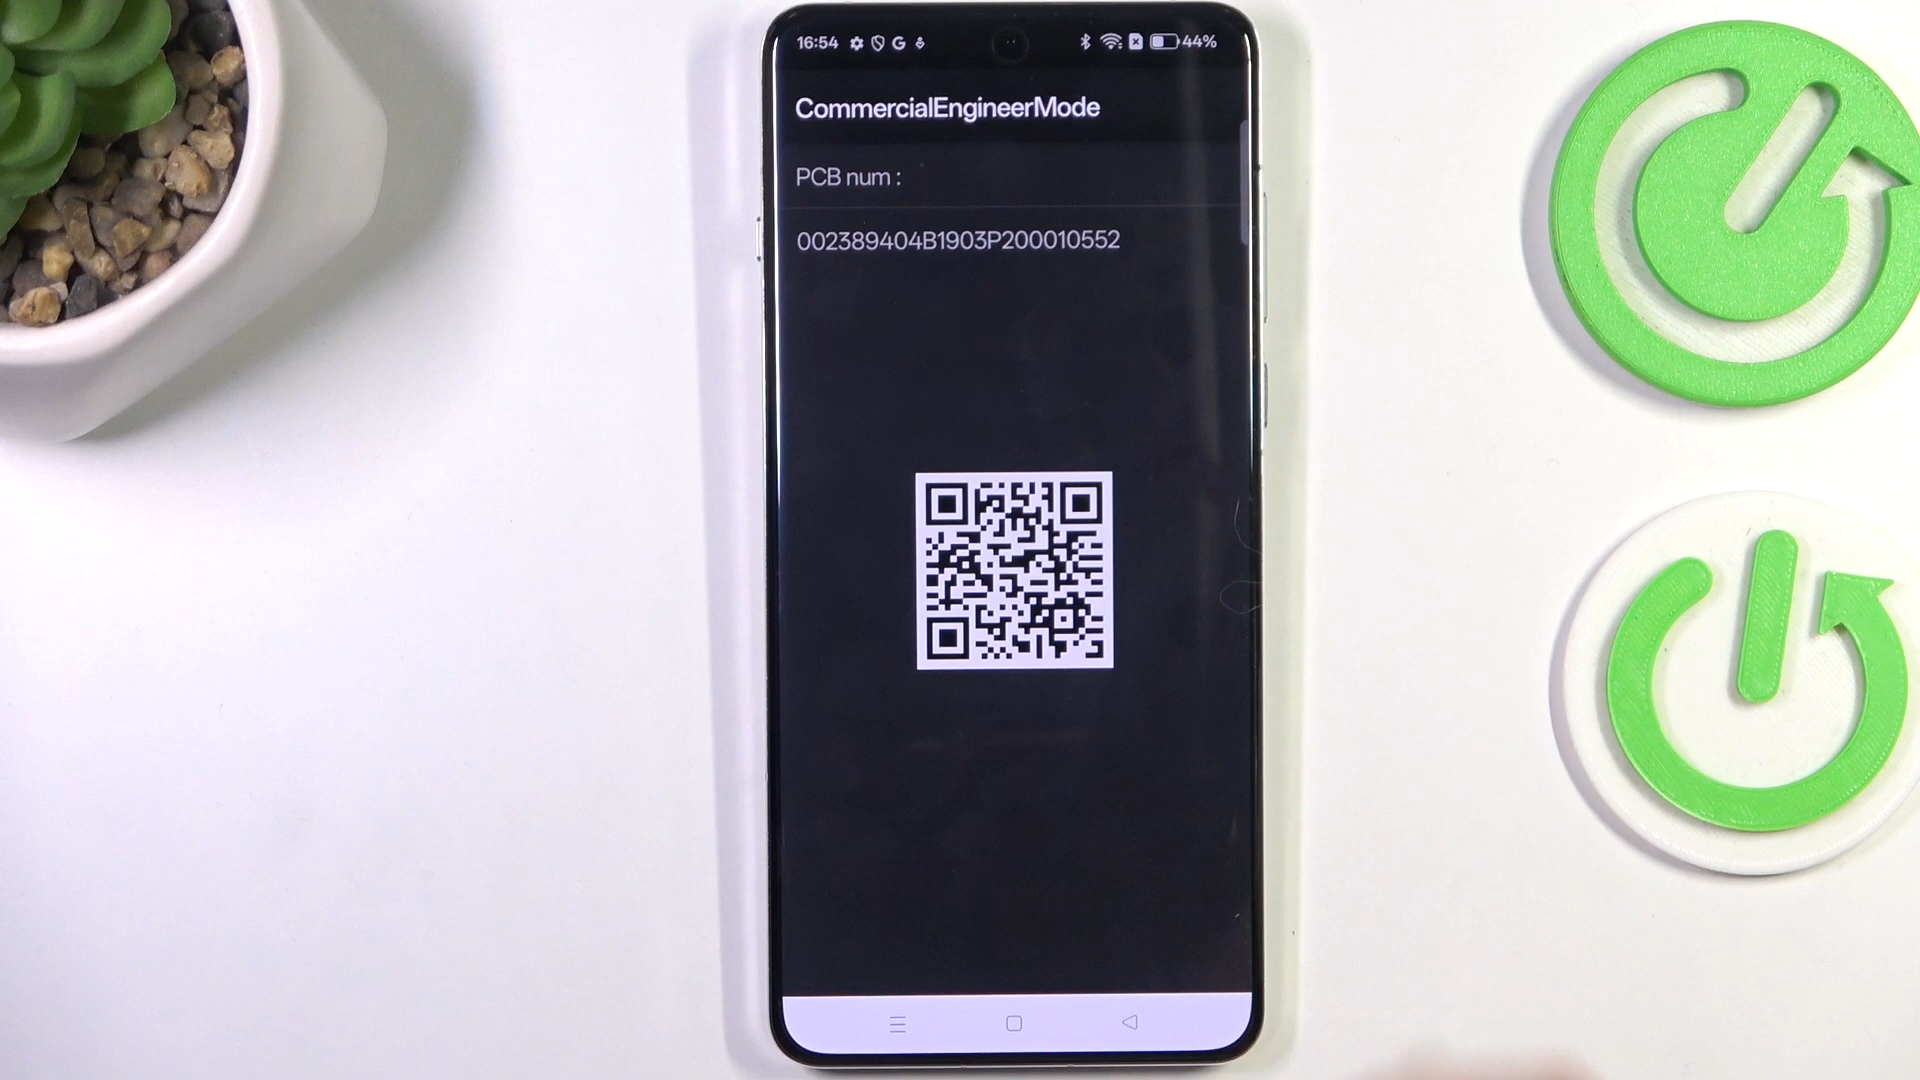 16:54 G 44%
CommercialEngineerMode
PCB num :
002389404B1903P200010552